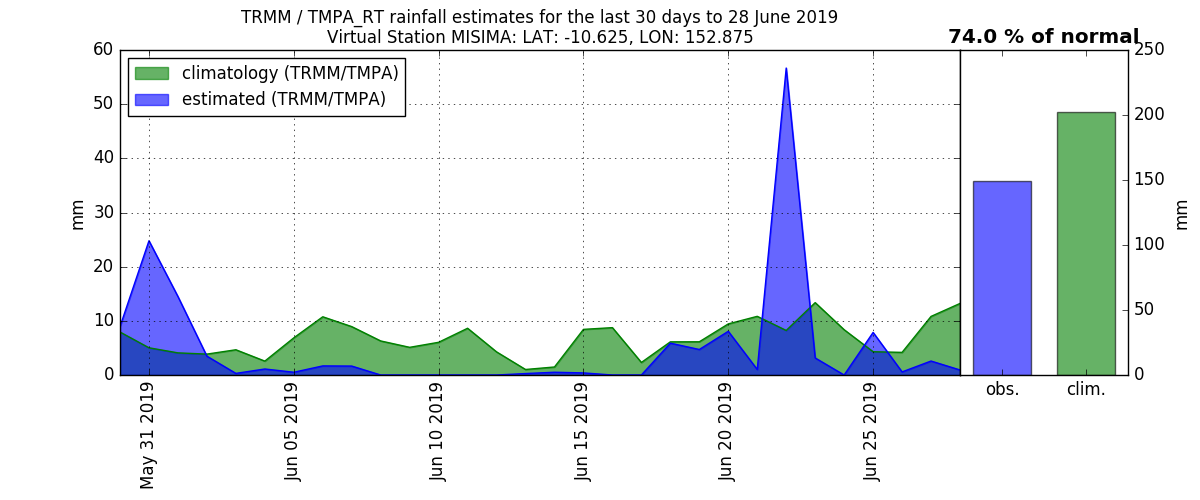 TRMM / TMPA_RT rainfall estimates for the last 30 days to 28 June 2019
Virtual Station MISIMA: LAT: -10.625, LON: 152.875
74.0 % of normal
climatology (TRMM/TMPA)
estimated (TRMM/TMPA)
mm
60
50
40
30
20
10
0
May 31 2019
Jun 05 2019
Jun 10 2019
Jun 15 2019
Jun 20 2019
Jun 25 2019
obs.
clim.
250
200
150
100
50
0
mm